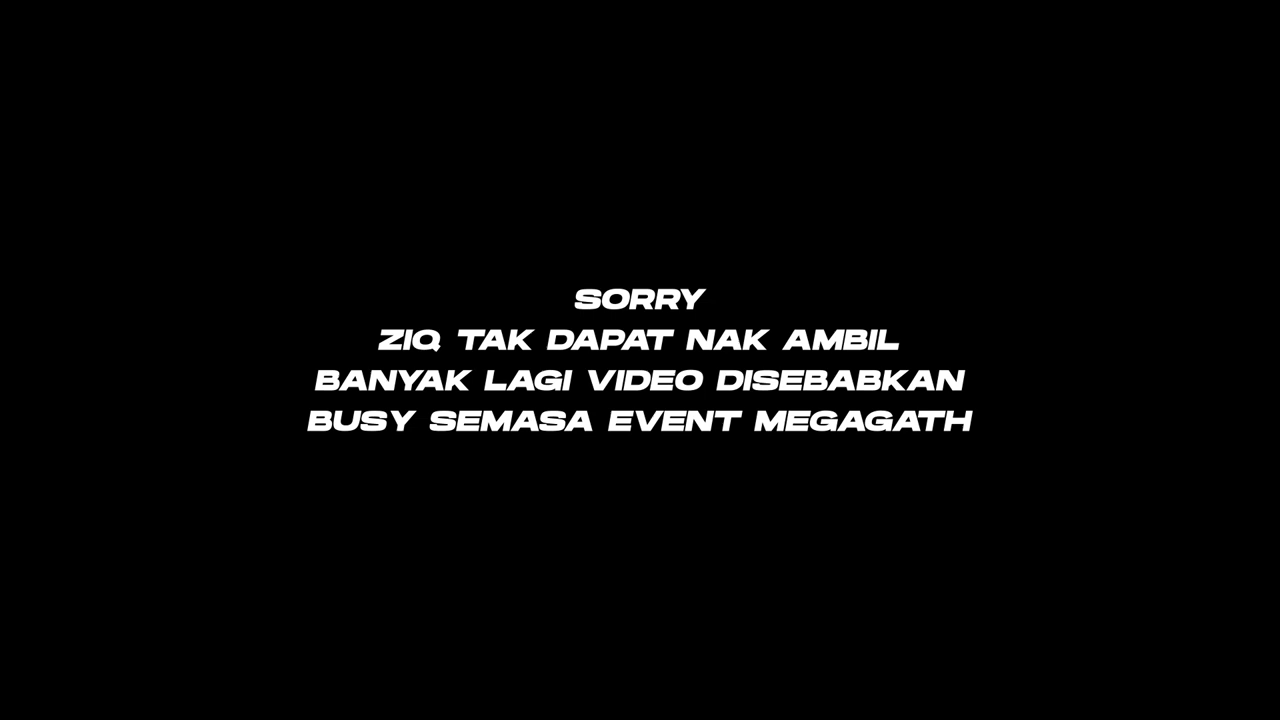 SORRY
ZIQ TAK DAPAT NAK AMBIL
BANYAK LAGI VIDEO DISEBABKAN
BUSY SEMASA EVENT MEGAGATH